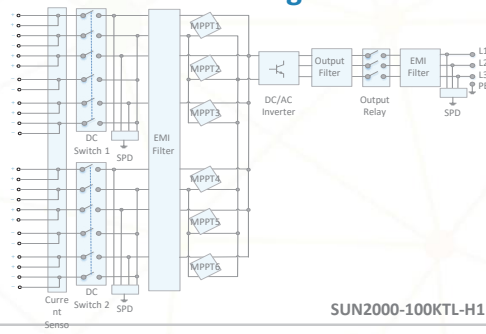 MPPT1
MPPT2
MPPT3
MPPT4
MPPT5
MPPT6
DC
Switch 1
SPD
EMI
Filter
DC/AC
Inverter
Output
Filter
Output
Relay
EMI
Filter
SPD
L1
L2
L3
PE
Curre
nt
Senso
DC
Switch 2
SPD
SUN2000-100KTL-H1